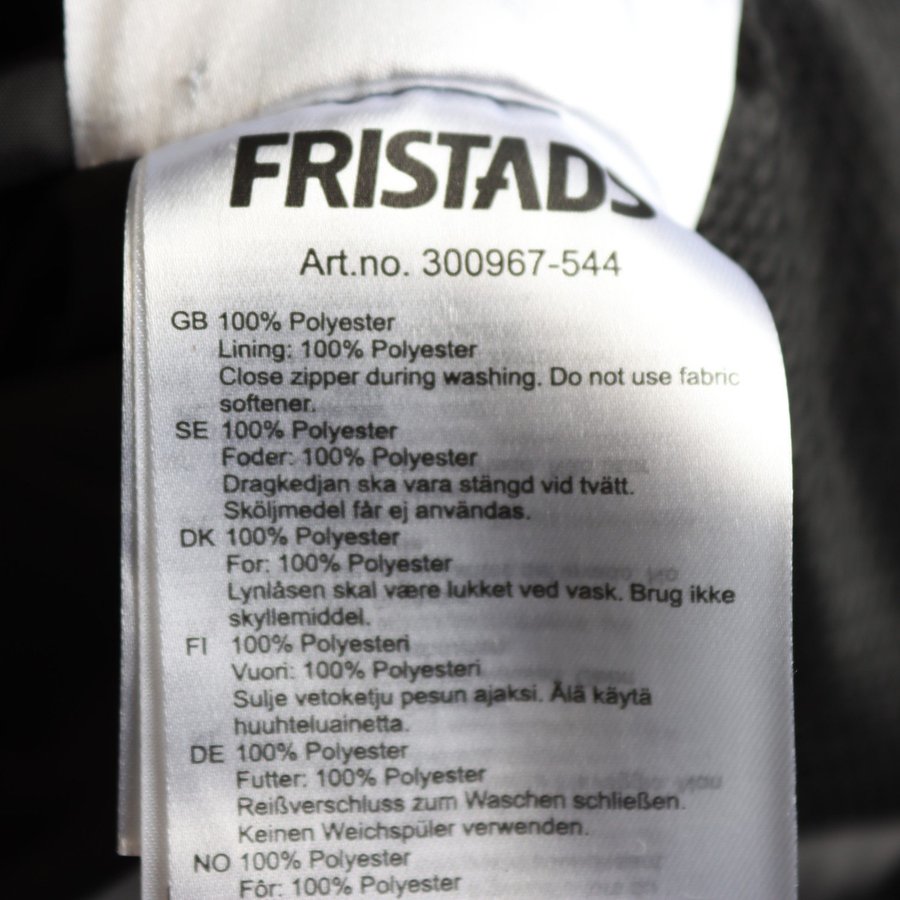 FRISTADS
Art.no. 300967-544
GB 100% Polyester
Lining: 100% Polyester
Close zipper during washing. Do not use fabric
softener.
SE 100% Polyester
Foder: 100% Polyester
Dragkedjan ska vara stängd vid tvätt.
Sköljmedel får ej användas.
DK 100% Polyester
For: 100% Polyester
Lynlåsen skal være lukket ved vask. Brug ikke
skyllemiddel.
FI 100% Polyesteri
Vuori: 100% Polyesteri
Sulje vetoketju pesun ajaksi. Älä käytä
huuhteluainetta.
DE 100% Polyester
Futter: 100% Polyester
Reißverschluss zum Waschen schließen.
Keinen Weichspüler verwenden.
NO 100% Polyester
Fôr: 100% Polyester